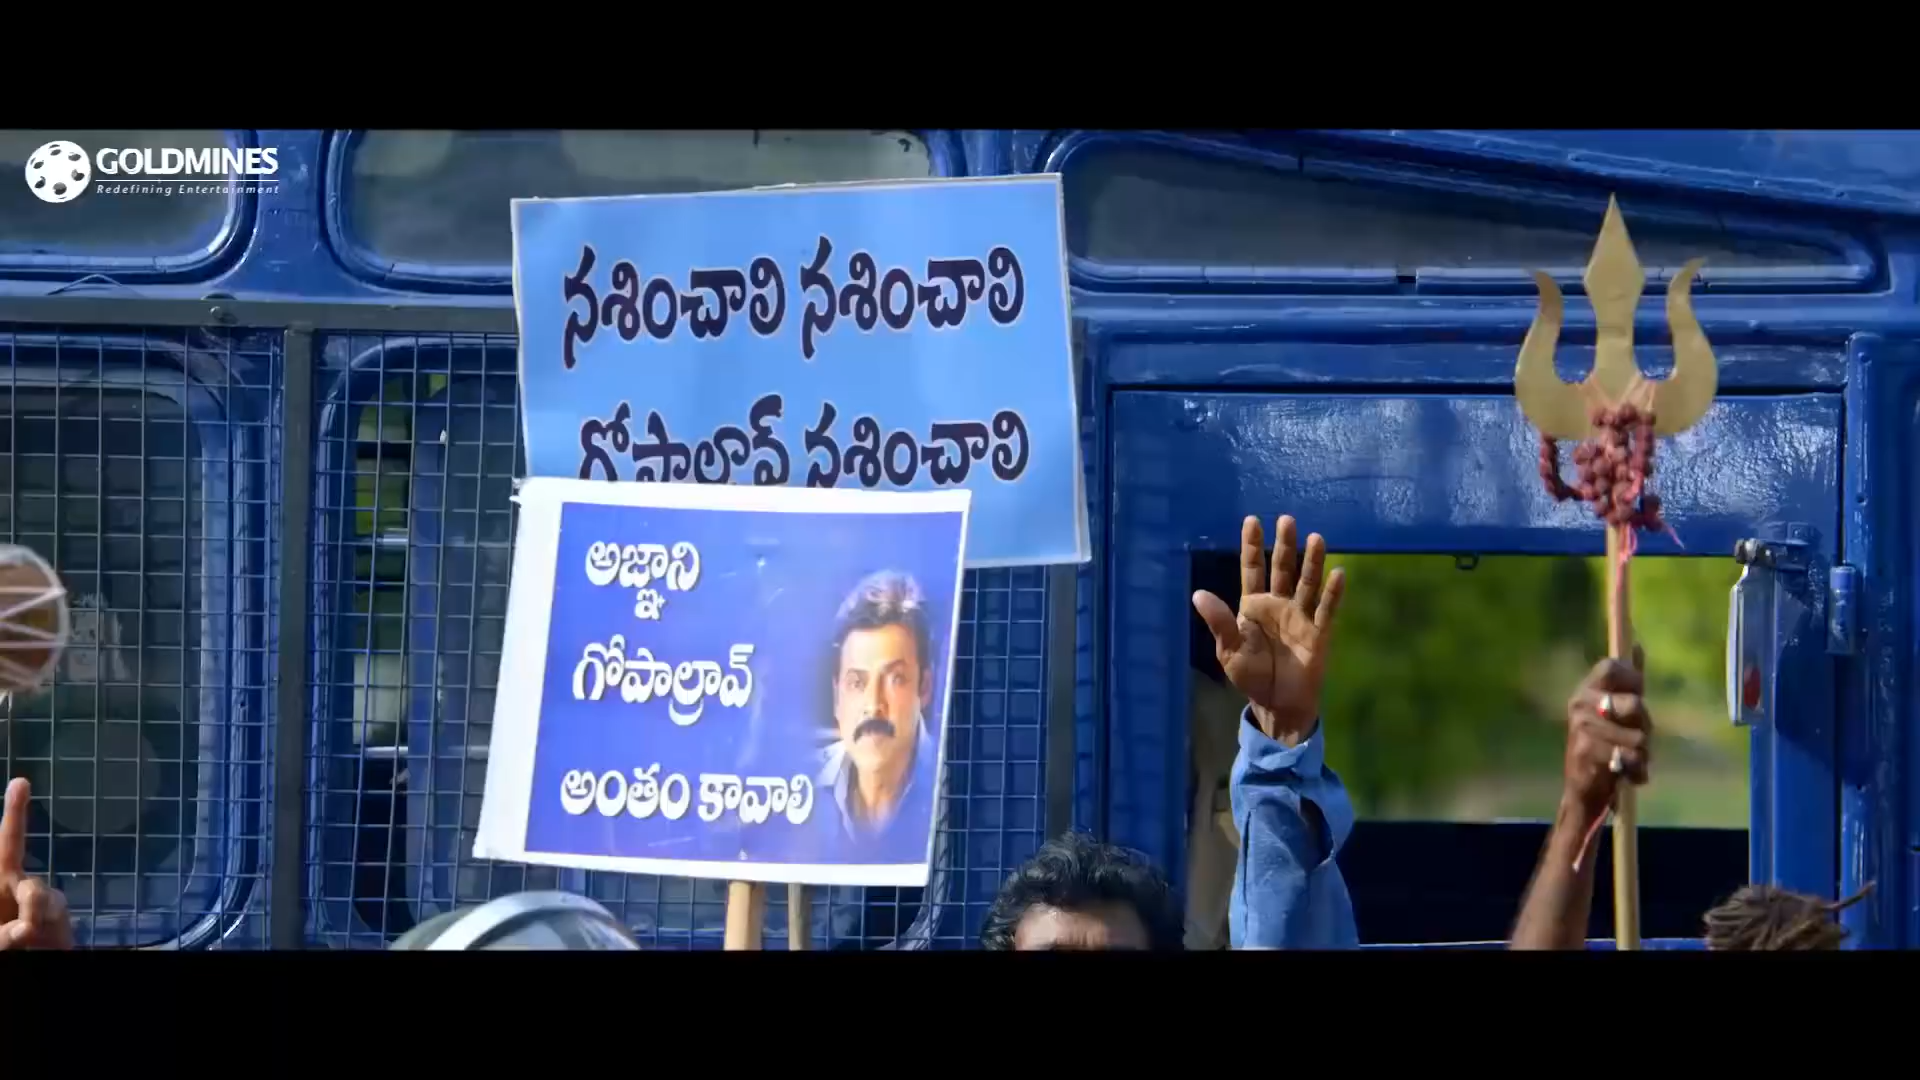 GOLDMINES
Redefining Entertainment
నశించాలి నశించాలి
గోపాల్రావ్ నశించాలి
అజ్ఞాని
గోపాల్రావ్
అంతం కావాలి